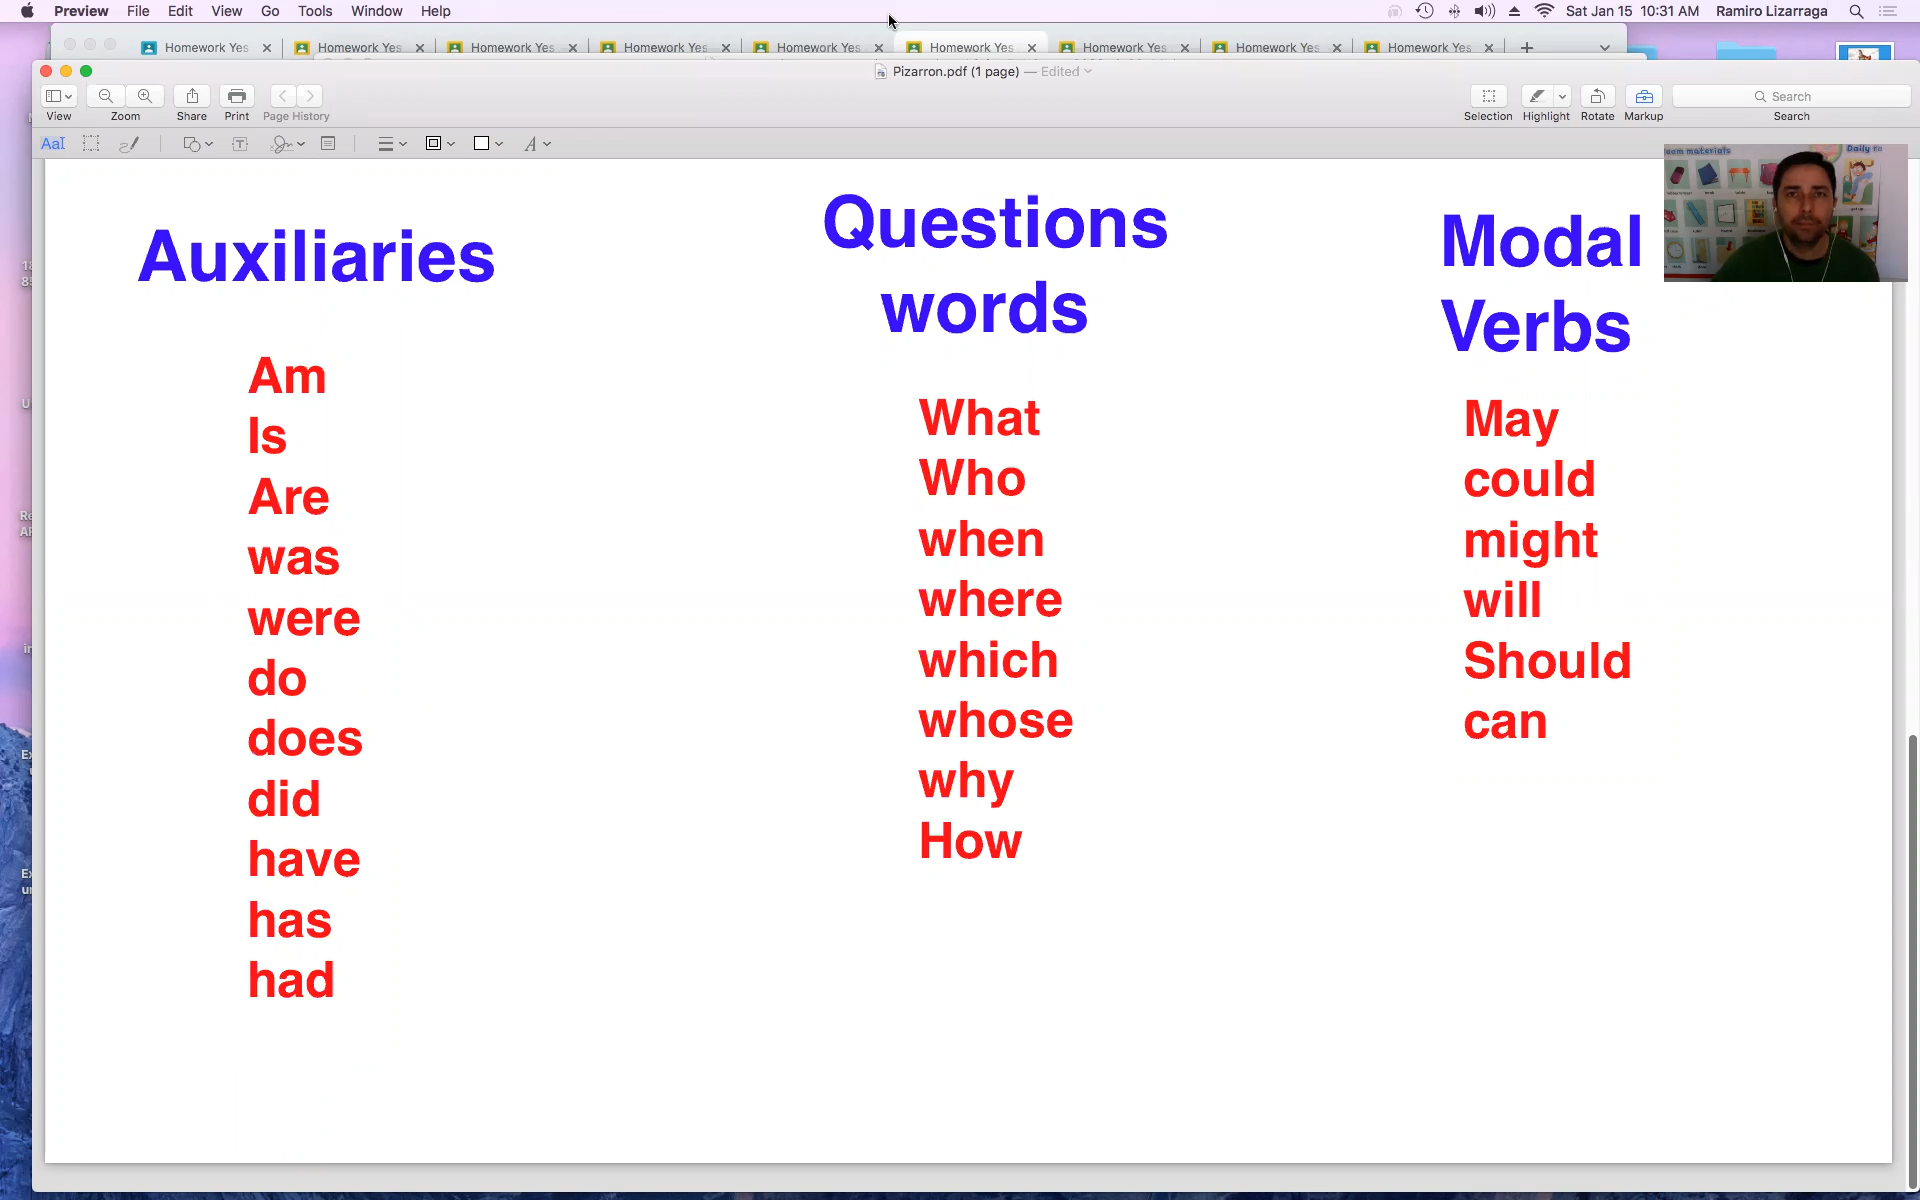 Preview File Edit View Go Tools Window Help Sat Jan 15 10:31 AM Ramiro Lizarraga
Homework Yes Homework Yes Homework Yes Homework Yes Homework Yes Homework Yes Homework Yes Homework Yes Homework Yes
Pizarron.pdf (1 page) — Edited
View Zoom Share Print Page History Selection Highlight Rotate Markup Search
Search
AaI T A
Auxiliaries
Am
Is
Are
was
were
do
does
did
have
has
had
Questions
words
What
Who
when
where
which
whose
why
How
Modal
Verbs
May
could
might
will
Should
can